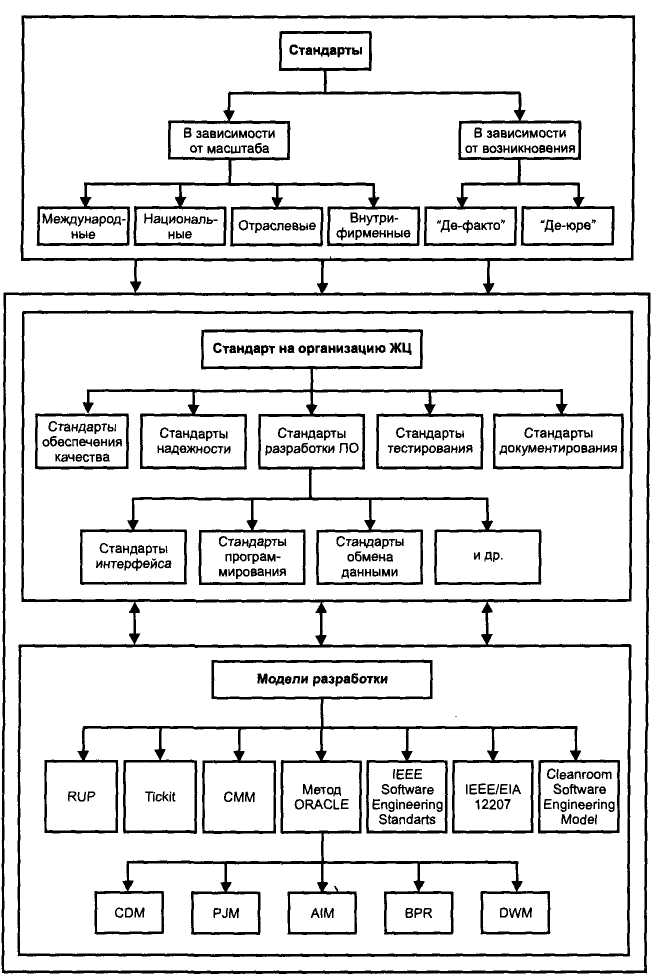 Стандарты
В зависимости
от масштаба
В зависимости
от возникновения
Международ-
ные
Националь-
ные
Отраслевые
Внутри-
фирменные
“Де-факто”
“Де-юре”
Стандарт на организацию ЖЦ
Стандарты
обеспечения
качества
Стандарты
надежности
Стандарты
разработки ПО
Стандарты
тестирования
Стандарты
документирования
Стандарты
интерфейса
Стандарты
програм-
мирования
Стандарты
обмена
данными
и др.
Модели разработки
RUP
Tickit
CMM
Метод
ORACLE
IEEE
Software
Engineering
Standarts
IEEE/EIA
12207
Cleanroom
Software
Engineering
Model
CDM
PJM
AIM
BPR
DWM